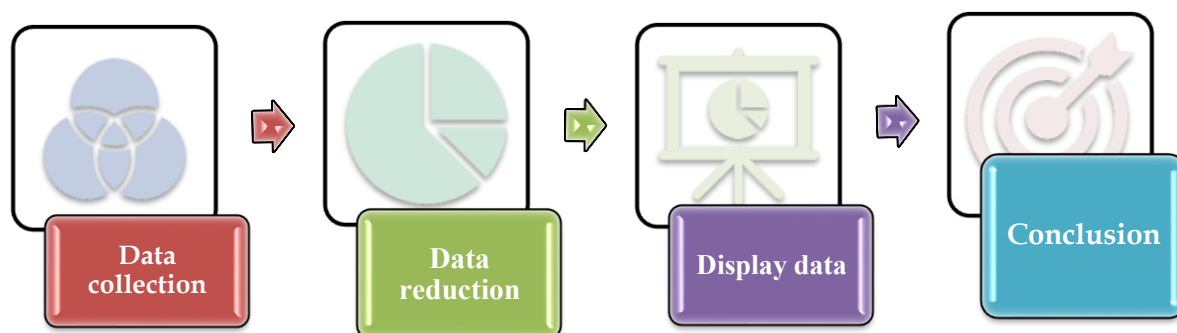 Data
collection
Data
reduction
Display data
Conclusion